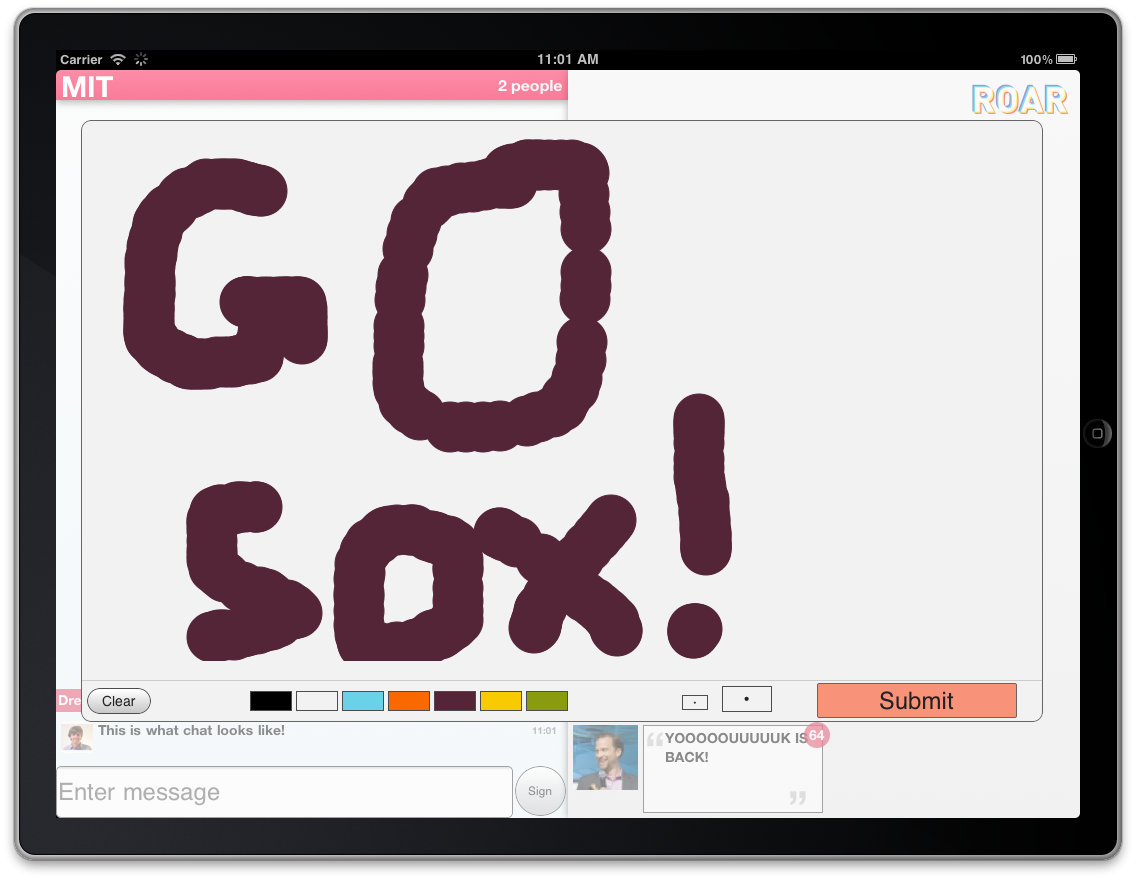 Carrier 11:01 AM 100%
MIT 2 people
ROAR
GO
SOX!
Dre
Clear Submit
This is what chat looks like! 11:01
Enter message Sign
“YOOOOOUUUUUK IS 64
BACK!
”